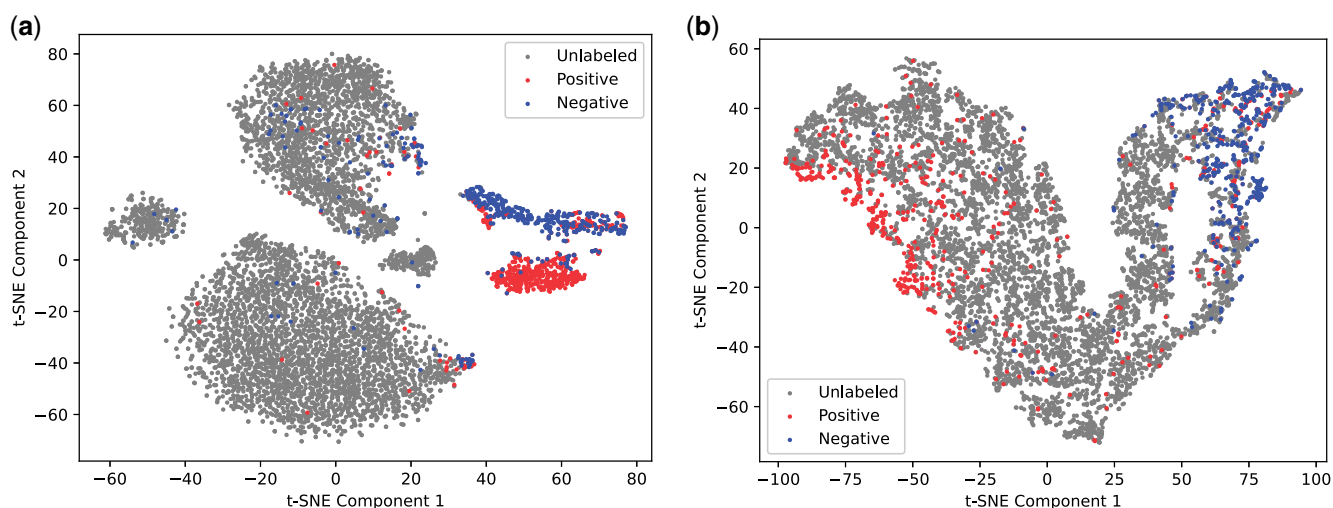 (a)
80
60
40
20
0
−20
−40
−60
t-SNE Component 2
Unlabeled
Positive
Negative
−60 −40 −20 0 20 40 60 80
t-SNE Component 1
(b)
60
40
20
0
−20
−40
−60
t-SNE Component 2
Unlabeled
Positive
Negative
−100 −75 −50 −25 0 25 50 75 100
t-SNE Component 1